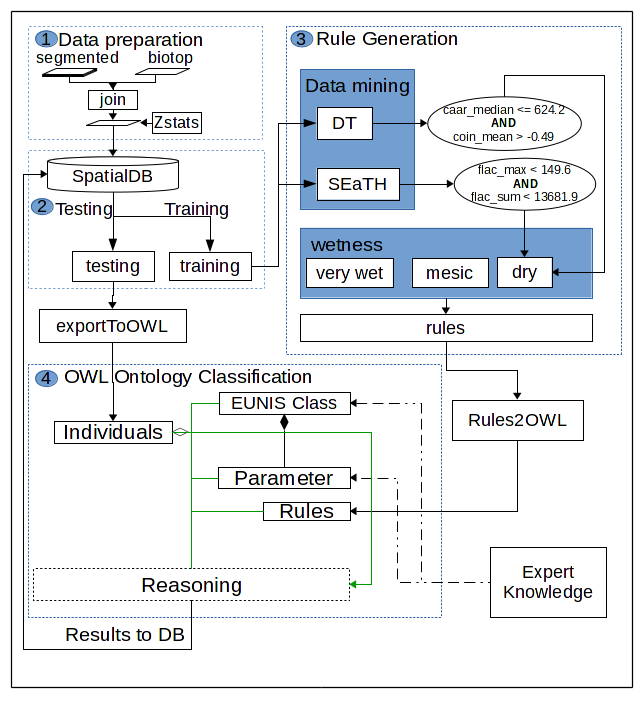 1 Data preparation
segmented
biotop
join
Zstats
SpatialDB
2 Testing
Training
testing
training
exportToOWL
3 Rule Generation
Data mining
DT
caar_median <= 624.2
AND
coin_mean > -0.49
SEaTH
flac_max < 149.6
AND
flac_sum < 13681.9
wetness
very wet
mesic
dry
rules
Rules2OWL
4 OWL Ontology Classification
EUNIS Class
Individuals
Parameter
Rules
Reasoning
Expert
Knowledge
Results to DB